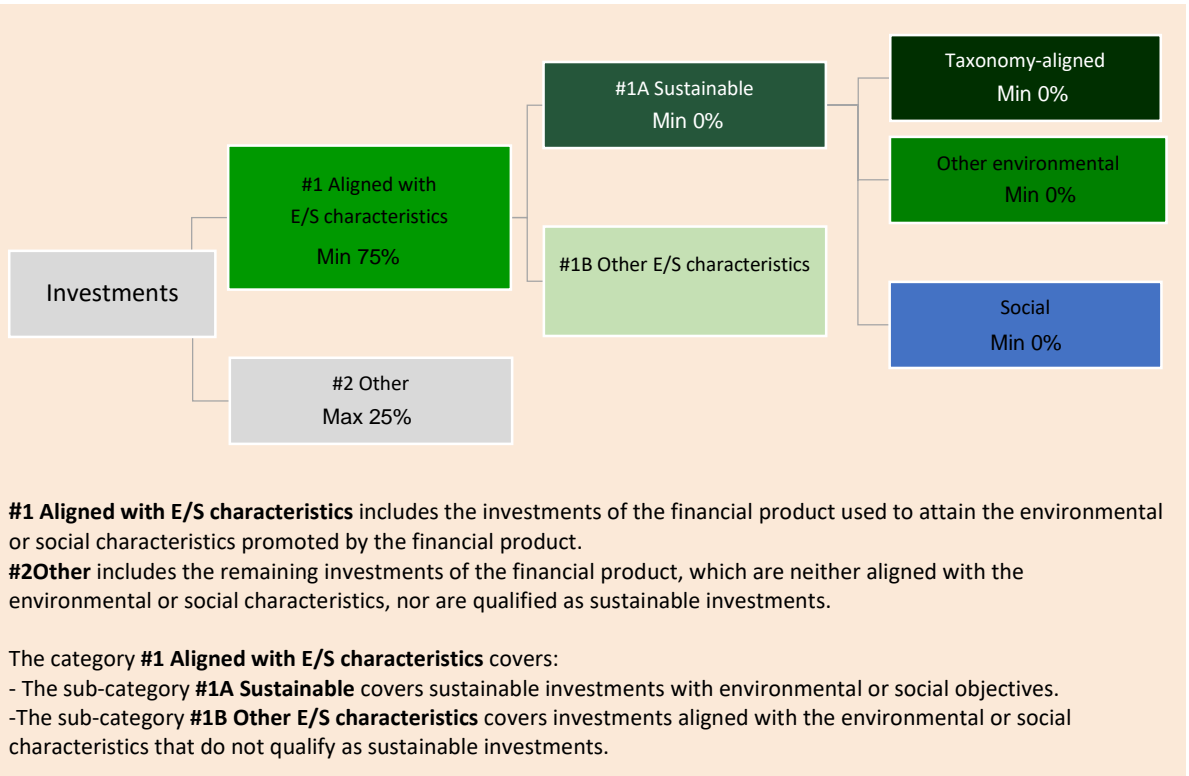 Investments
#1 Aligned with
E/S characteristics
Min 75%
#2 Other
Max 25%
#1A Sustainable
Min 0%
#1B Other E/S characteristics
Taxonomy-aligned
Min 0%
Other environmental
Min 0%
Social
Min 0%
#1 Aligned with E/S characteristics includes the investments of the financial product used to attain the environmental
or social characteristics promoted by the financial product.
#2Other includes the remaining investments of the financial product, which are neither aligned with the
environmental or social characteristics, nor are qualified as sustainable investments.
The category #1 Aligned with E/S characteristics covers:
- The sub-category #1A Sustainable covers sustainable investments with environmental or social objectives.
-The sub-category #1B Other E/S characteristics covers investments aligned with the environmental or social
characteristics that do not qualify as sustainable investments.